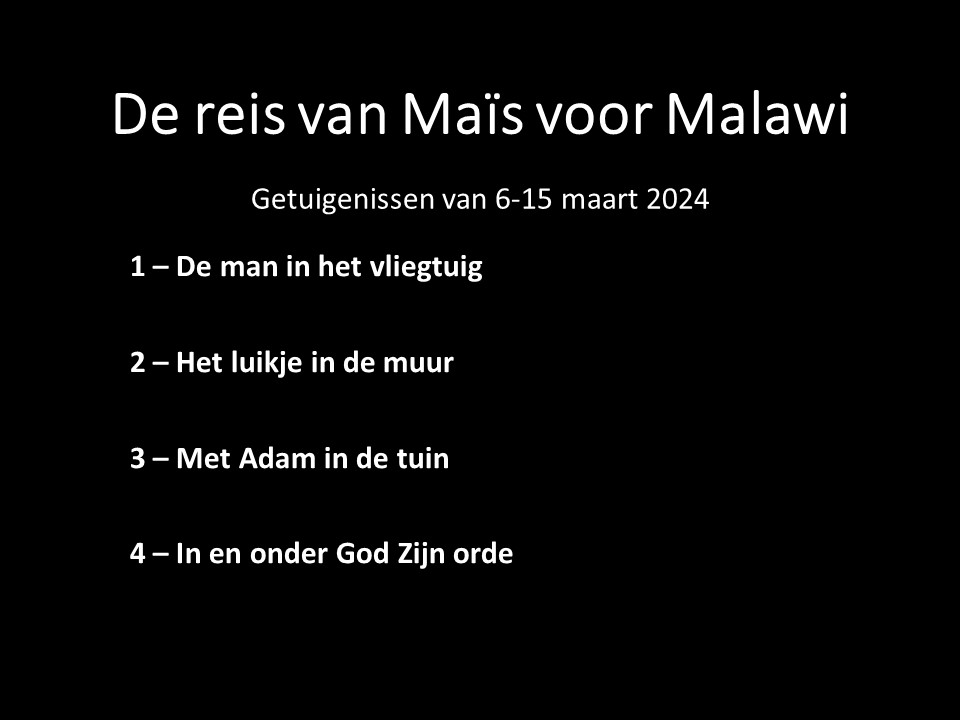 De reis van Maïs voor Malawi
Getuigenissen van 6-15 maart 2024
1 – De man in het vliegtuig
2 – Het luikje in de muur
3 – Met Adam in de tuin
4 – In en onder God Zijn orde